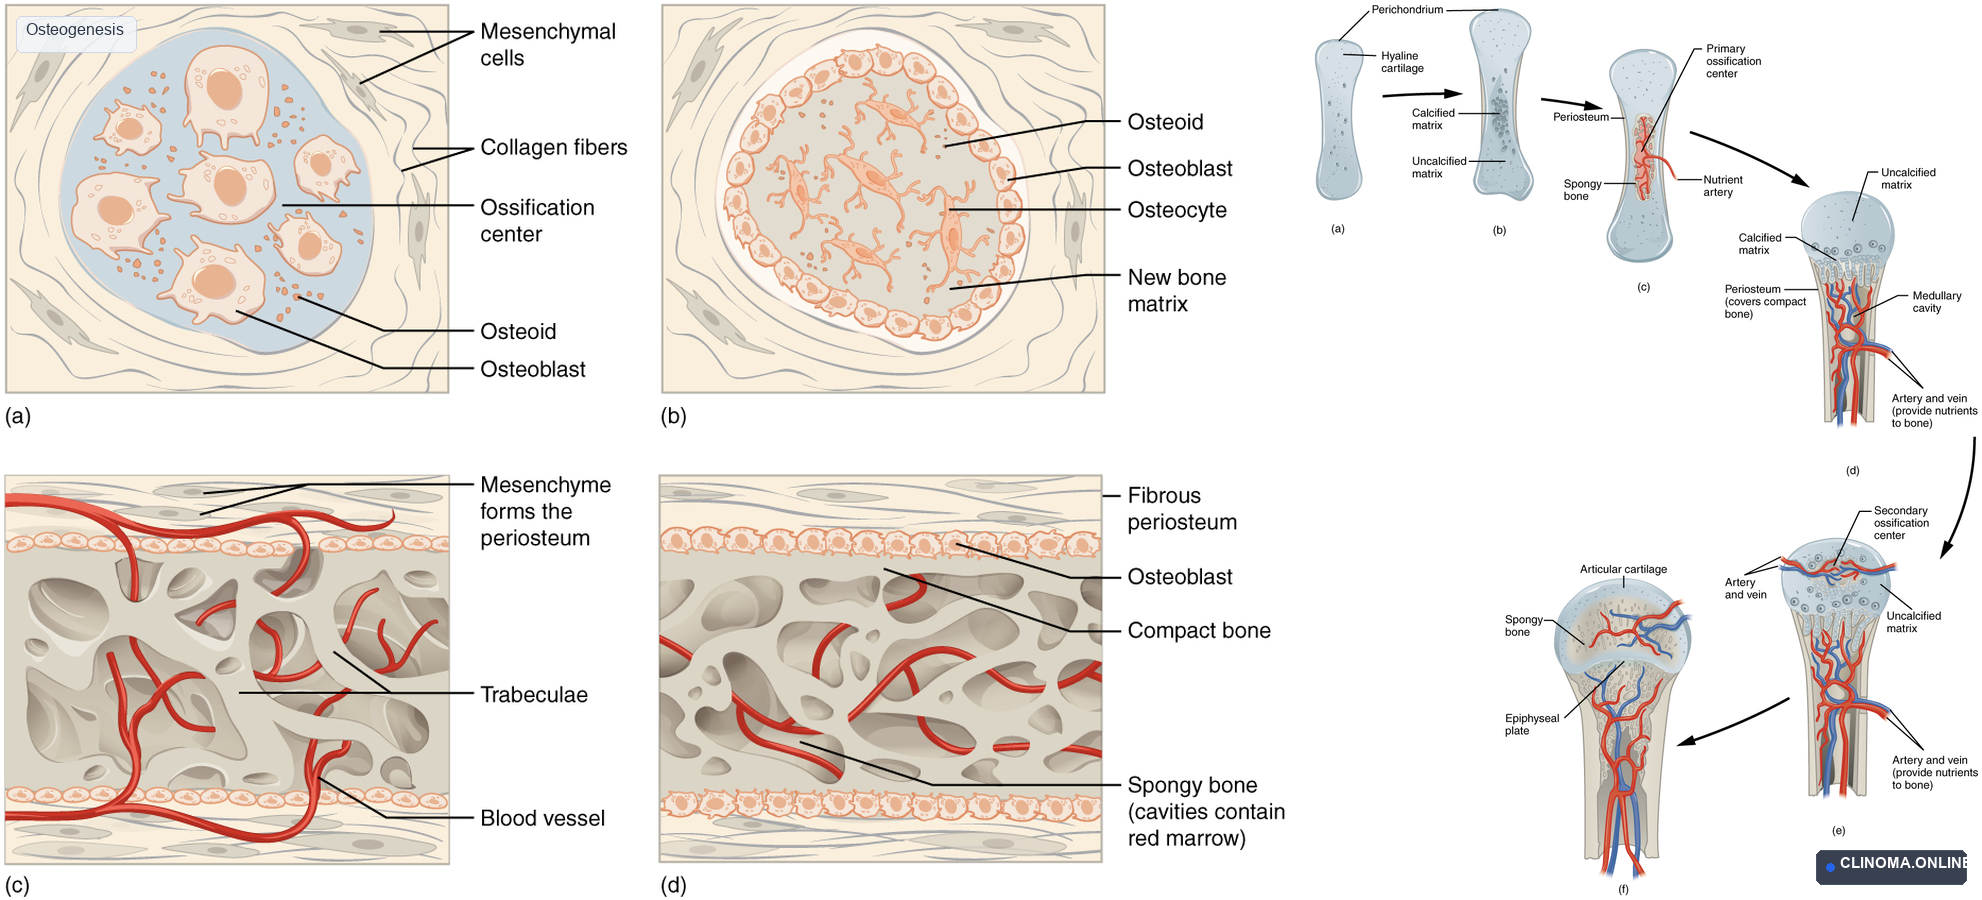 Osteogenesis
Mesenchymal
cells
Collagen fibers
Ossification
center
Osteoid
Osteoblast
(a)
Osteoid
Osteoblast
Osteocyte
New bone
matrix
(b)
Mesenchyme
forms the
periosteum
Trabeculae
Blood vessel
(c)
Fibrous
periosteum
Osteoblast
Compact bone
Spongy bone
(cavities contain
red marrow)
(d)
Perichondrium
Hyaline
cartilage
(a)
Calcified
matrix
Uncalcified
matrix
(b)
Primary
ossification
center
Periosteum
Spongy
bone
Nutrient
artery
(c)
Uncalcified
matrix
Calcified
matrix
Periosteum
(covers compact
bone)
Medullary
cavity
Artery and vein
(provide nutrients
to bone)
(d)
Secondary
ossification
center
Artery
and vein
Uncalcified
matrix
Artery and vein
(provide nutrients
to bone)
(e)
Articular cartilage
Spongy
bone
Epiphyseal
plate
(f)
CLINOMA.ONLINE